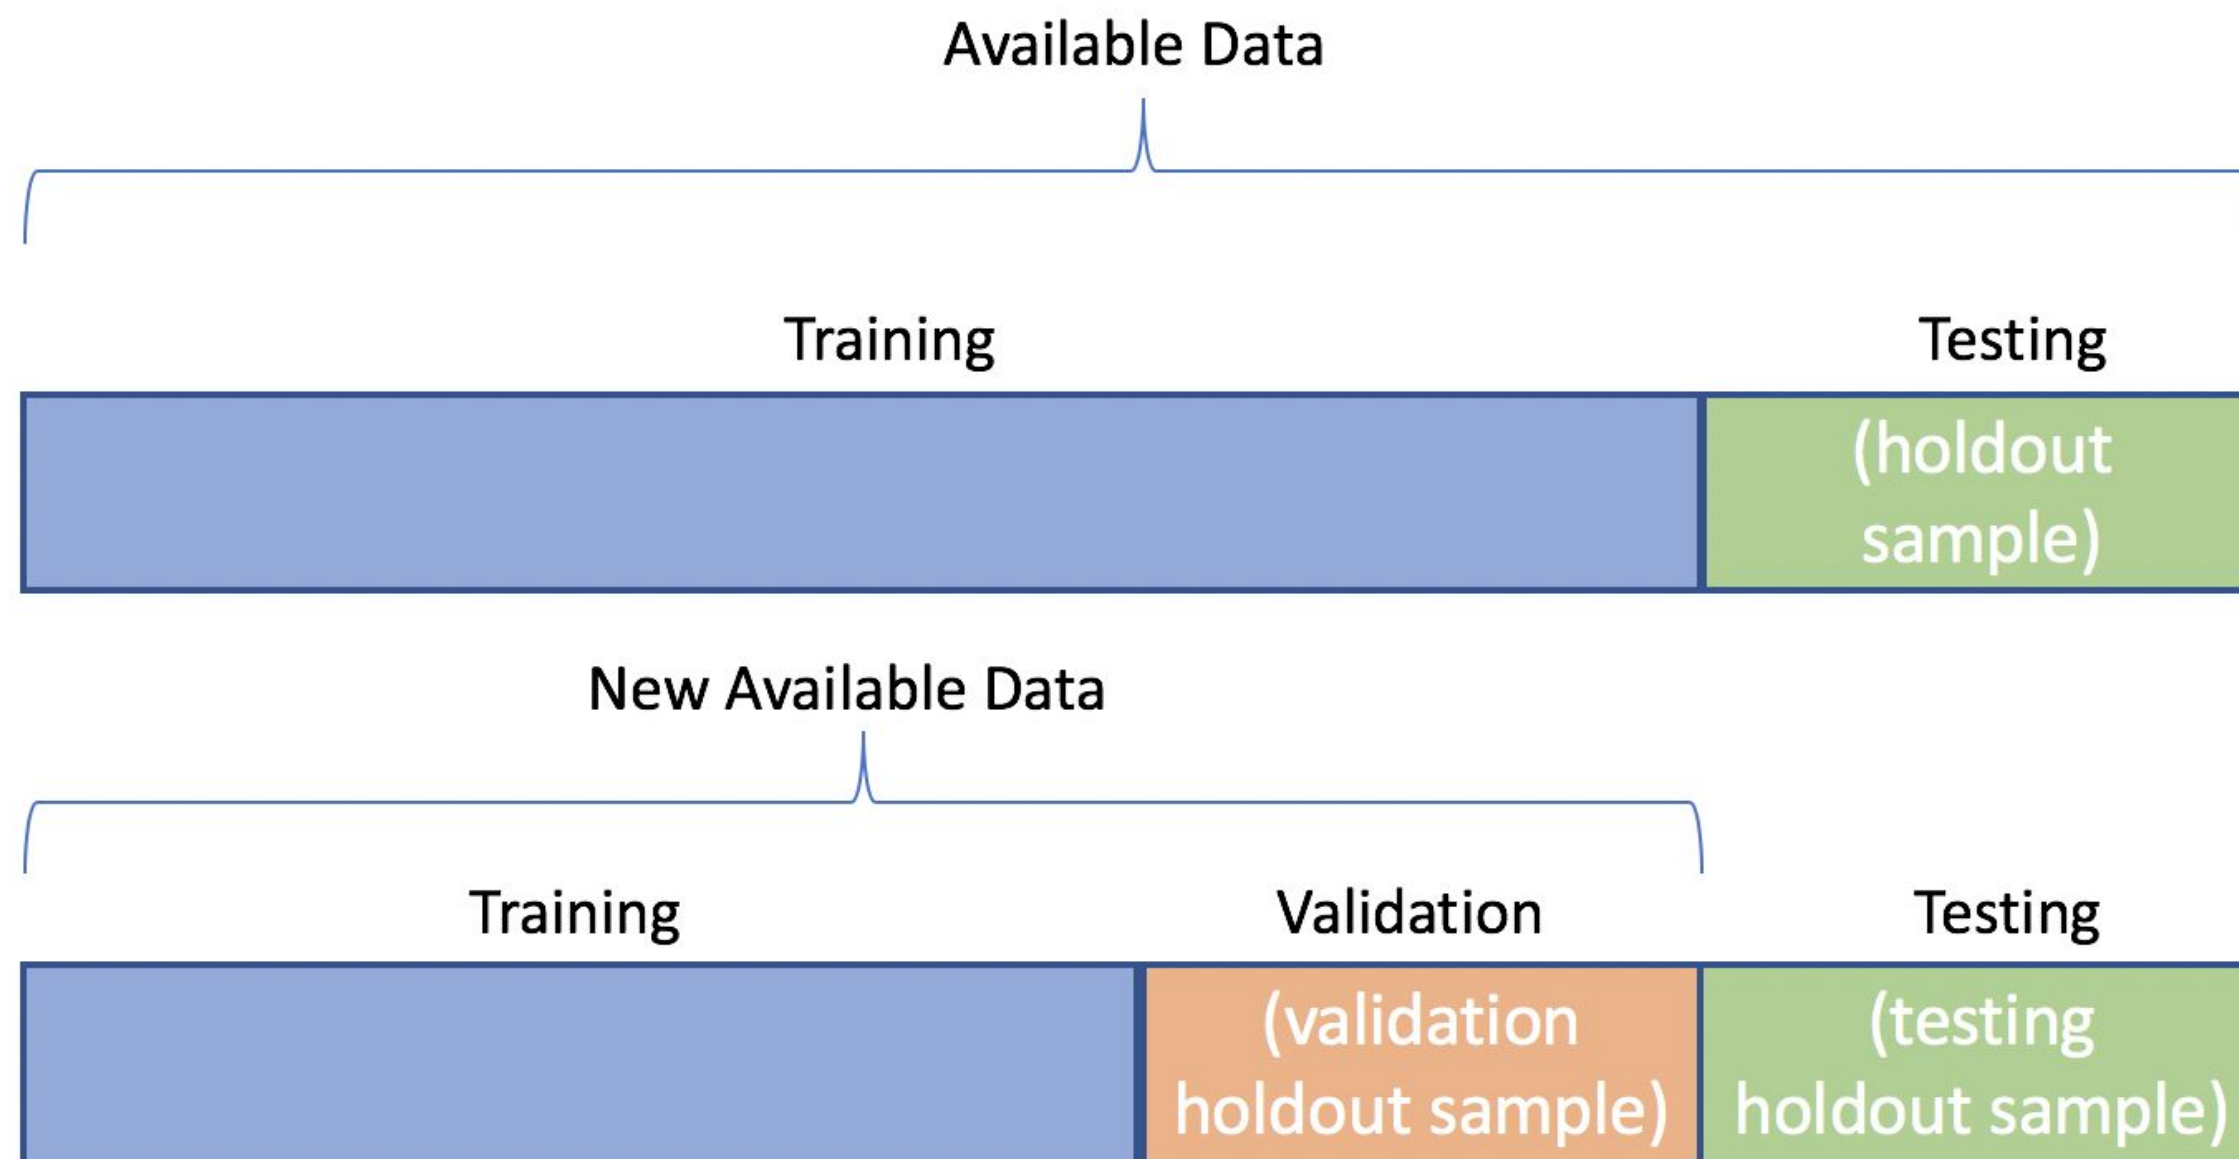 Available Data
Training
Testing
(holdout
sample)
New Available Data
Training
Validation
Testing
(validation
holdout sample)
(testing
holdout sample)